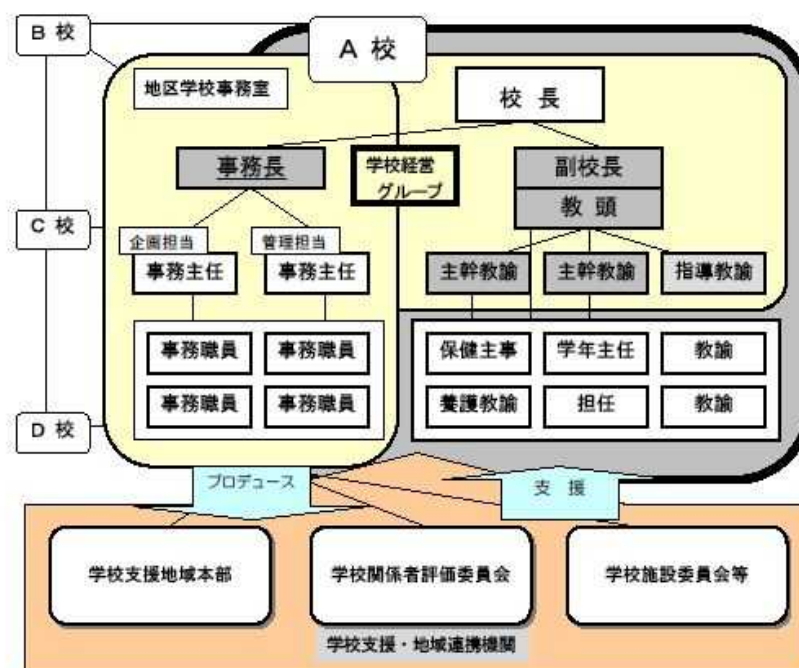 B 校
A 校
地区学校事務室
校 長
事務長
学校経営
グループ
副校長
教 頭
C 校
企画担当
管理担当
事務主任
事務主任
主幹教諭
主幹教諭
指導教諭
事務職員
事務職員
保健主事
学年主任
教諭
事務職員
事務職員
養護教諭
担任
教諭
D 校
プロデュース
支 援
学校支援地域本部
学校関係者評価委員会
学校施設委員会等
学校支援・地域連携機関